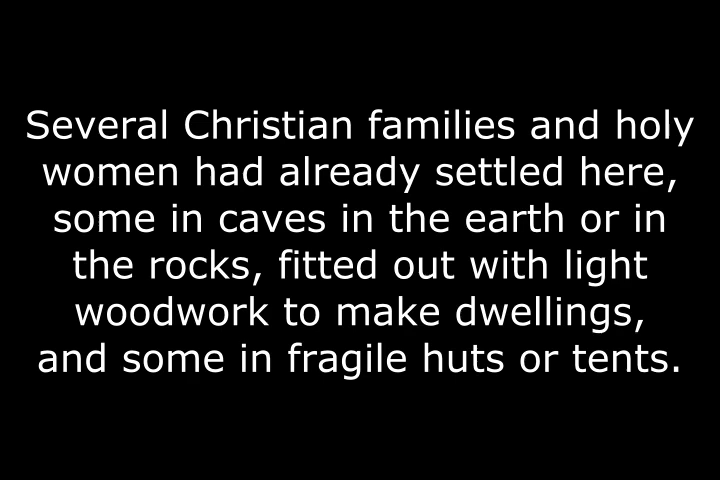 Several Christian families and holy
women had already settled here,
some in caves in the earth or in
the rocks, fitted out with light
woodwork to make dwellings,
and some in fragile huts or tents.